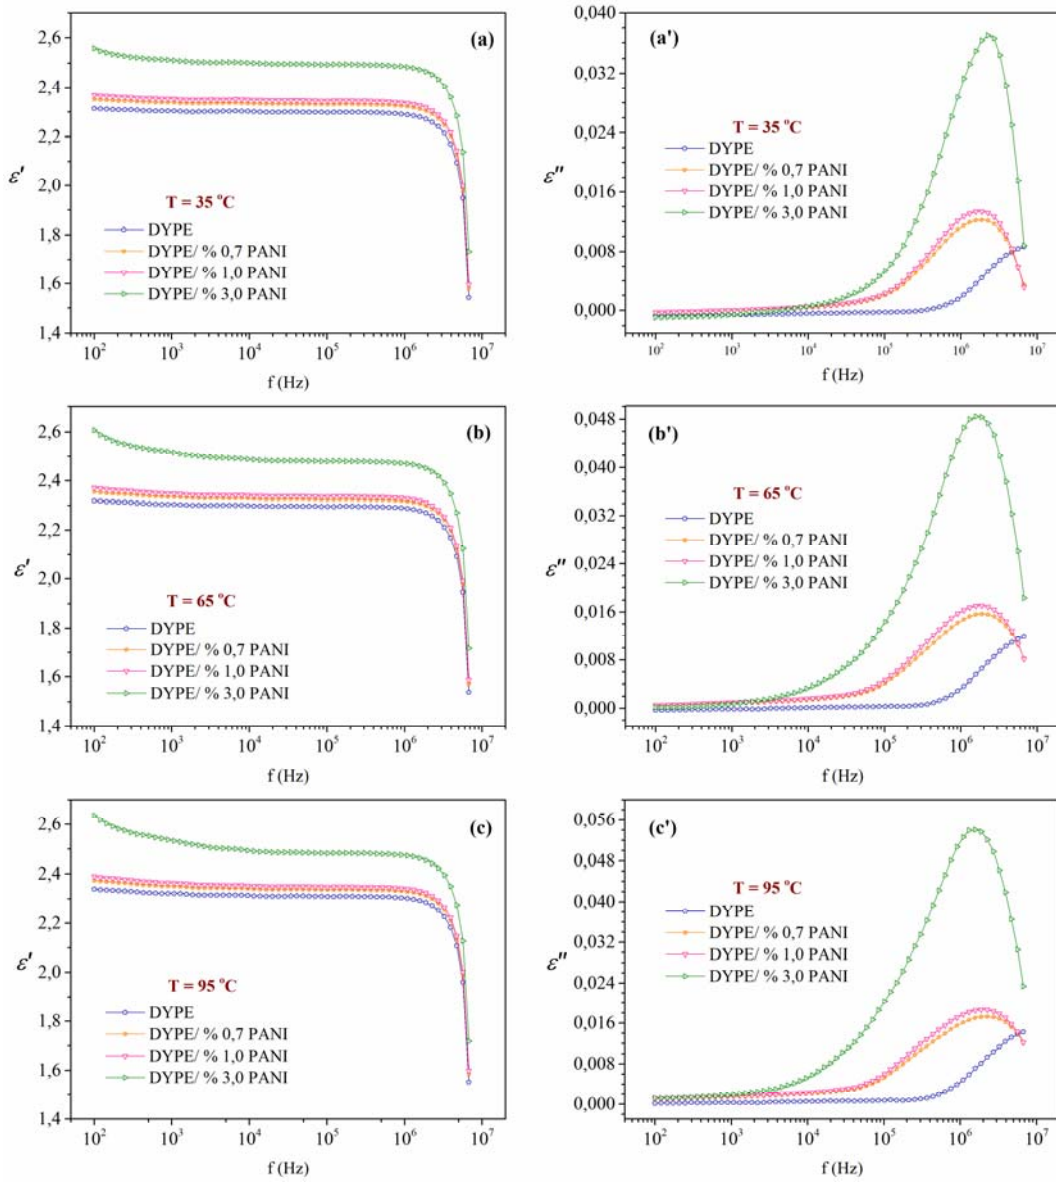 (a)
2,6
2,4
2,2
2,0
1,8
1,6
1,4
ε'
T = 35 °C
DYPE
DYPE/ % 0,7 PANI
DYPE/ % 1,0 PANI
DYPE/ % 3,0 PANI
10² 10³ 10⁴ 10⁵ 10⁶ 10⁷
f (Hz)
(a')
0,040
0,032
0,024
0,016
0,008
0,000
ε"
T = 35 °C
DYPE
DYPE/ % 0,7 PANI
DYPE/ % 1,0 PANI
DYPE/ % 3,0 PANI
10² 10³ 10⁴ 10⁵ 10⁶ 10⁷
f (Hz)
(b)
2,6
2,4
2,2
2,0
1,8
1,6
1,4
ε'
T = 65 °C
DYPE
DYPE/ % 0,7 PANI
DYPE/ % 1,0 PANI
DYPE/ % 3,0 PANI
10² 10³ 10⁴ 10⁵ 10⁶ 10⁷
f (Hz)
(b')
0,048
0,040
0,032
0,024
0,016
0,008
0,000
ε"
T = 65 °C
DYPE
DYPE/ % 0,7 PANI
DYPE/ % 1,0 PANI
DYPE/ % 3,0 PANI
10² 10³ 10⁴ 10⁵ 10⁶ 10⁷
f (Hz)
(c)
2,6
2,4
2,2
2,0
1,8
1,6
1,4
ε'
T = 95 °C
DYPE
DYPE/ % 0,7 PANI
DYPE/ % 1,0 PANI
DYPE/ % 3,0 PANI
10² 10³ 10⁴ 10⁵ 10⁶ 10⁷
f (Hz)
(c')
0,056
0,048
0,040
0,032
0,024
0,016
0,008
0,000
ε"
T = 95 °C
DYPE
DYPE/ % 0,7 PANI
DYPE/ % 1,0 PANI
DYPE/ % 3,0 PANI
10² 10³ 10⁴ 10⁵ 10⁶ 10⁷
f (Hz)